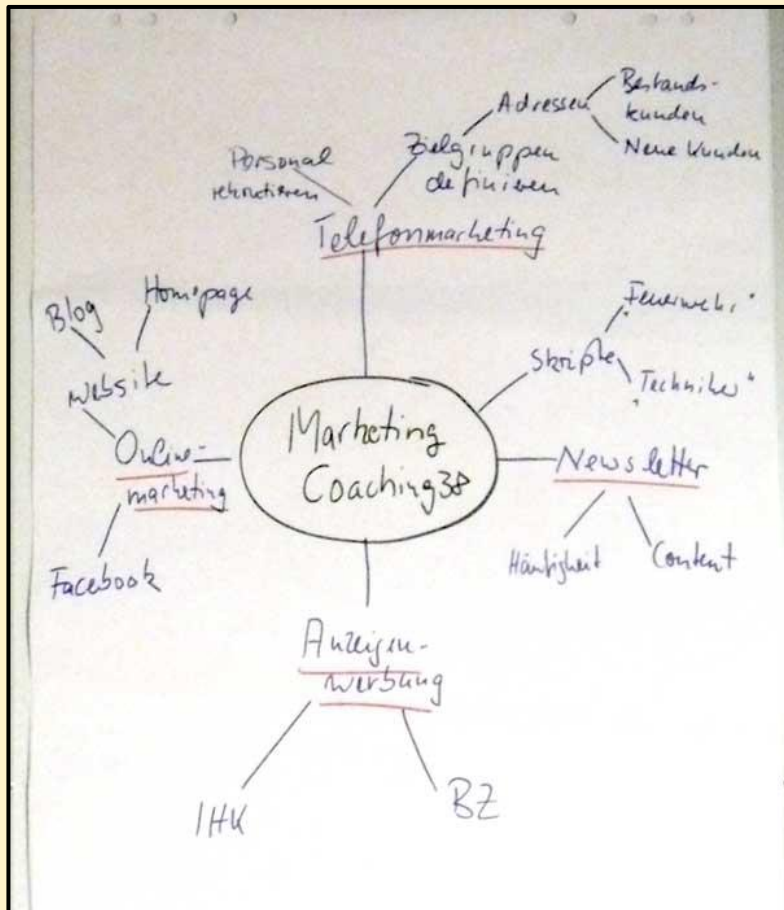 Bestands-
kunden
Adressen
Neue Kunden
Zielgruppen
definieren
Personal
rekrutieren
Telefonmarketing
Blog
Homepage
Website
Online-
marketing
Facebook
Marketing
Coaching38
"Feuerwehr"
Skripte
"Techniker"
Newsletter
Häufigkeit
Content
Anzeigen-
werbung
IHK
BZ